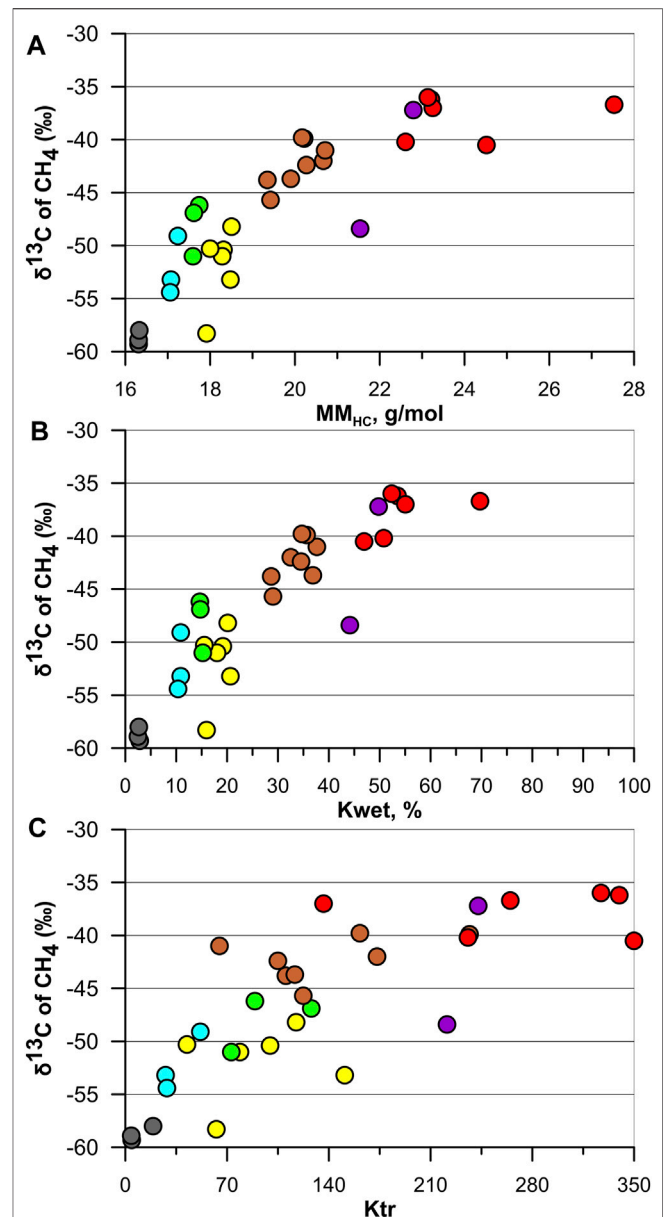 A
-30
-35
-40
-45
-50
-55
-60
δ13C of CH4 (‰)
16 18 20 22 24 26 28
MMHC, g/mol
B
-30
-35
-40
-45
-50
-55
-60
δ13C of CH4 (‰)
0 10 20 30 40 50 60 70 80 90 100
Kwet, %
C
-30
-35
-40
-45
-50
-55
-60
δ13C of CH4 (‰)
0 70 140 210 280 350
Ktr